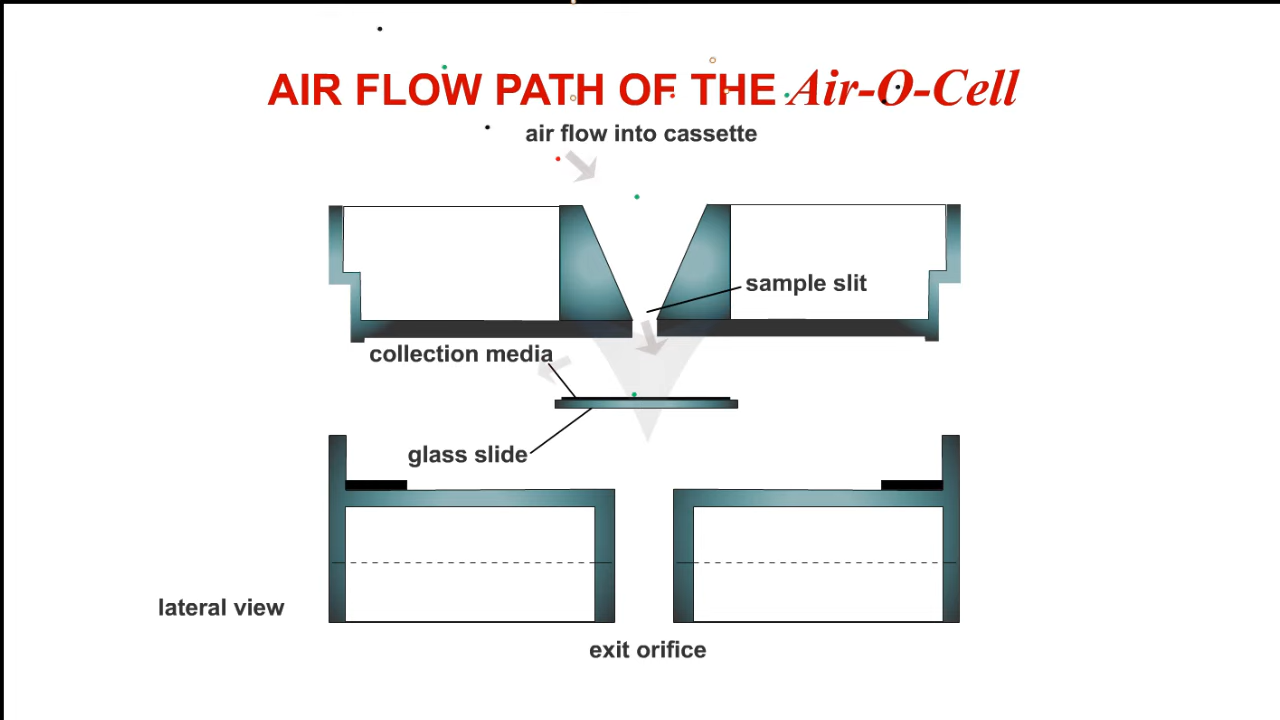 AIR FLOW PATH OF THE Air-O-Cell
air flow into cassette
sample slit
collection media
glass slide
lateral view
exit orifice